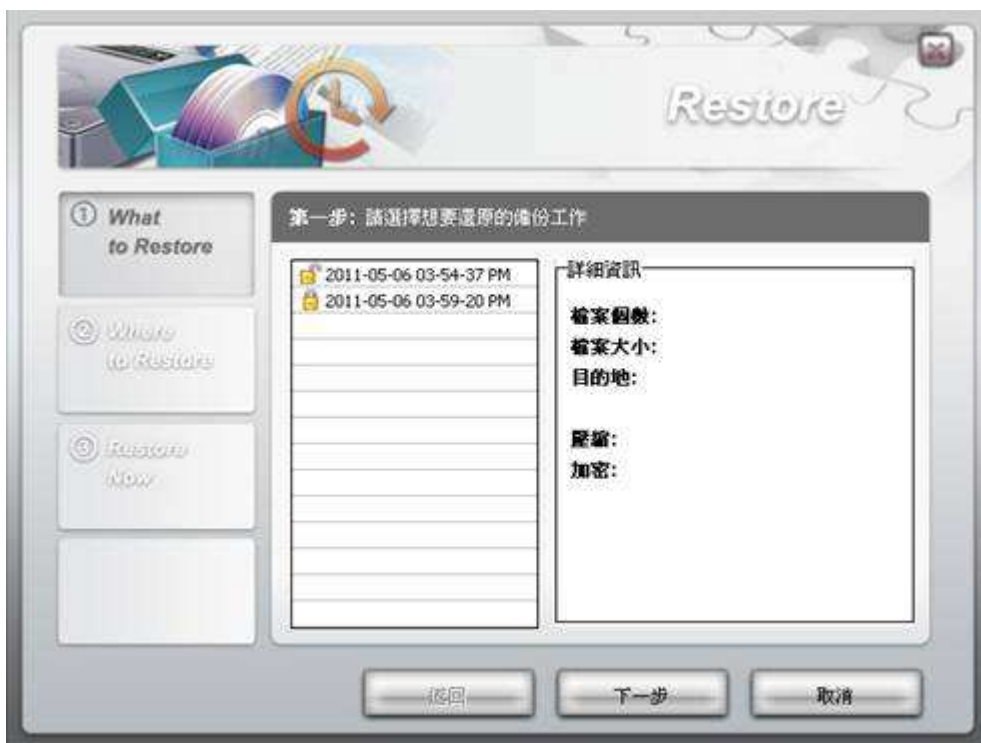 Restore
① What
to Restore
② Where
to Restore
③ Restore
Now
第一步: 請選擇想要還原的備份工作
2011-05-06 03-54-37 PM
2011-05-06 03-59-20 PM
詳細資訊
檔案個數:
檔案大小:
目的地:
壓縮:
加密:
返回
下一步
取消